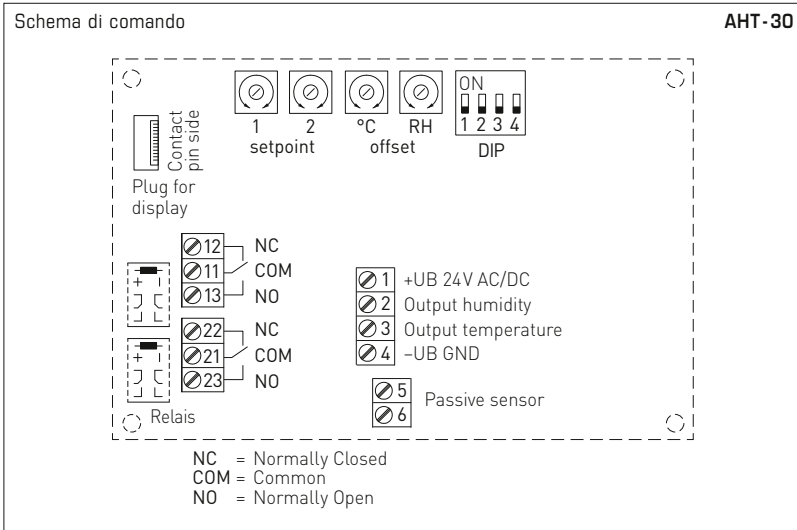 Schema di comando AHT-30
ON
1 2 3 4
DIP
1 2 °C RH
setpoint offset
Contact
pin side
Plug for
display
12 NC
11 COM
13 NO
22 NC
21 COM
23 NO
+ –
+ –
Relais
1 +UB 24V AC/DC
2 Output humidity
3 Output temperature
4 –UB GND
5 Passive sensor
6
NC = Normally Closed
COM = Common
NO = Normally Open